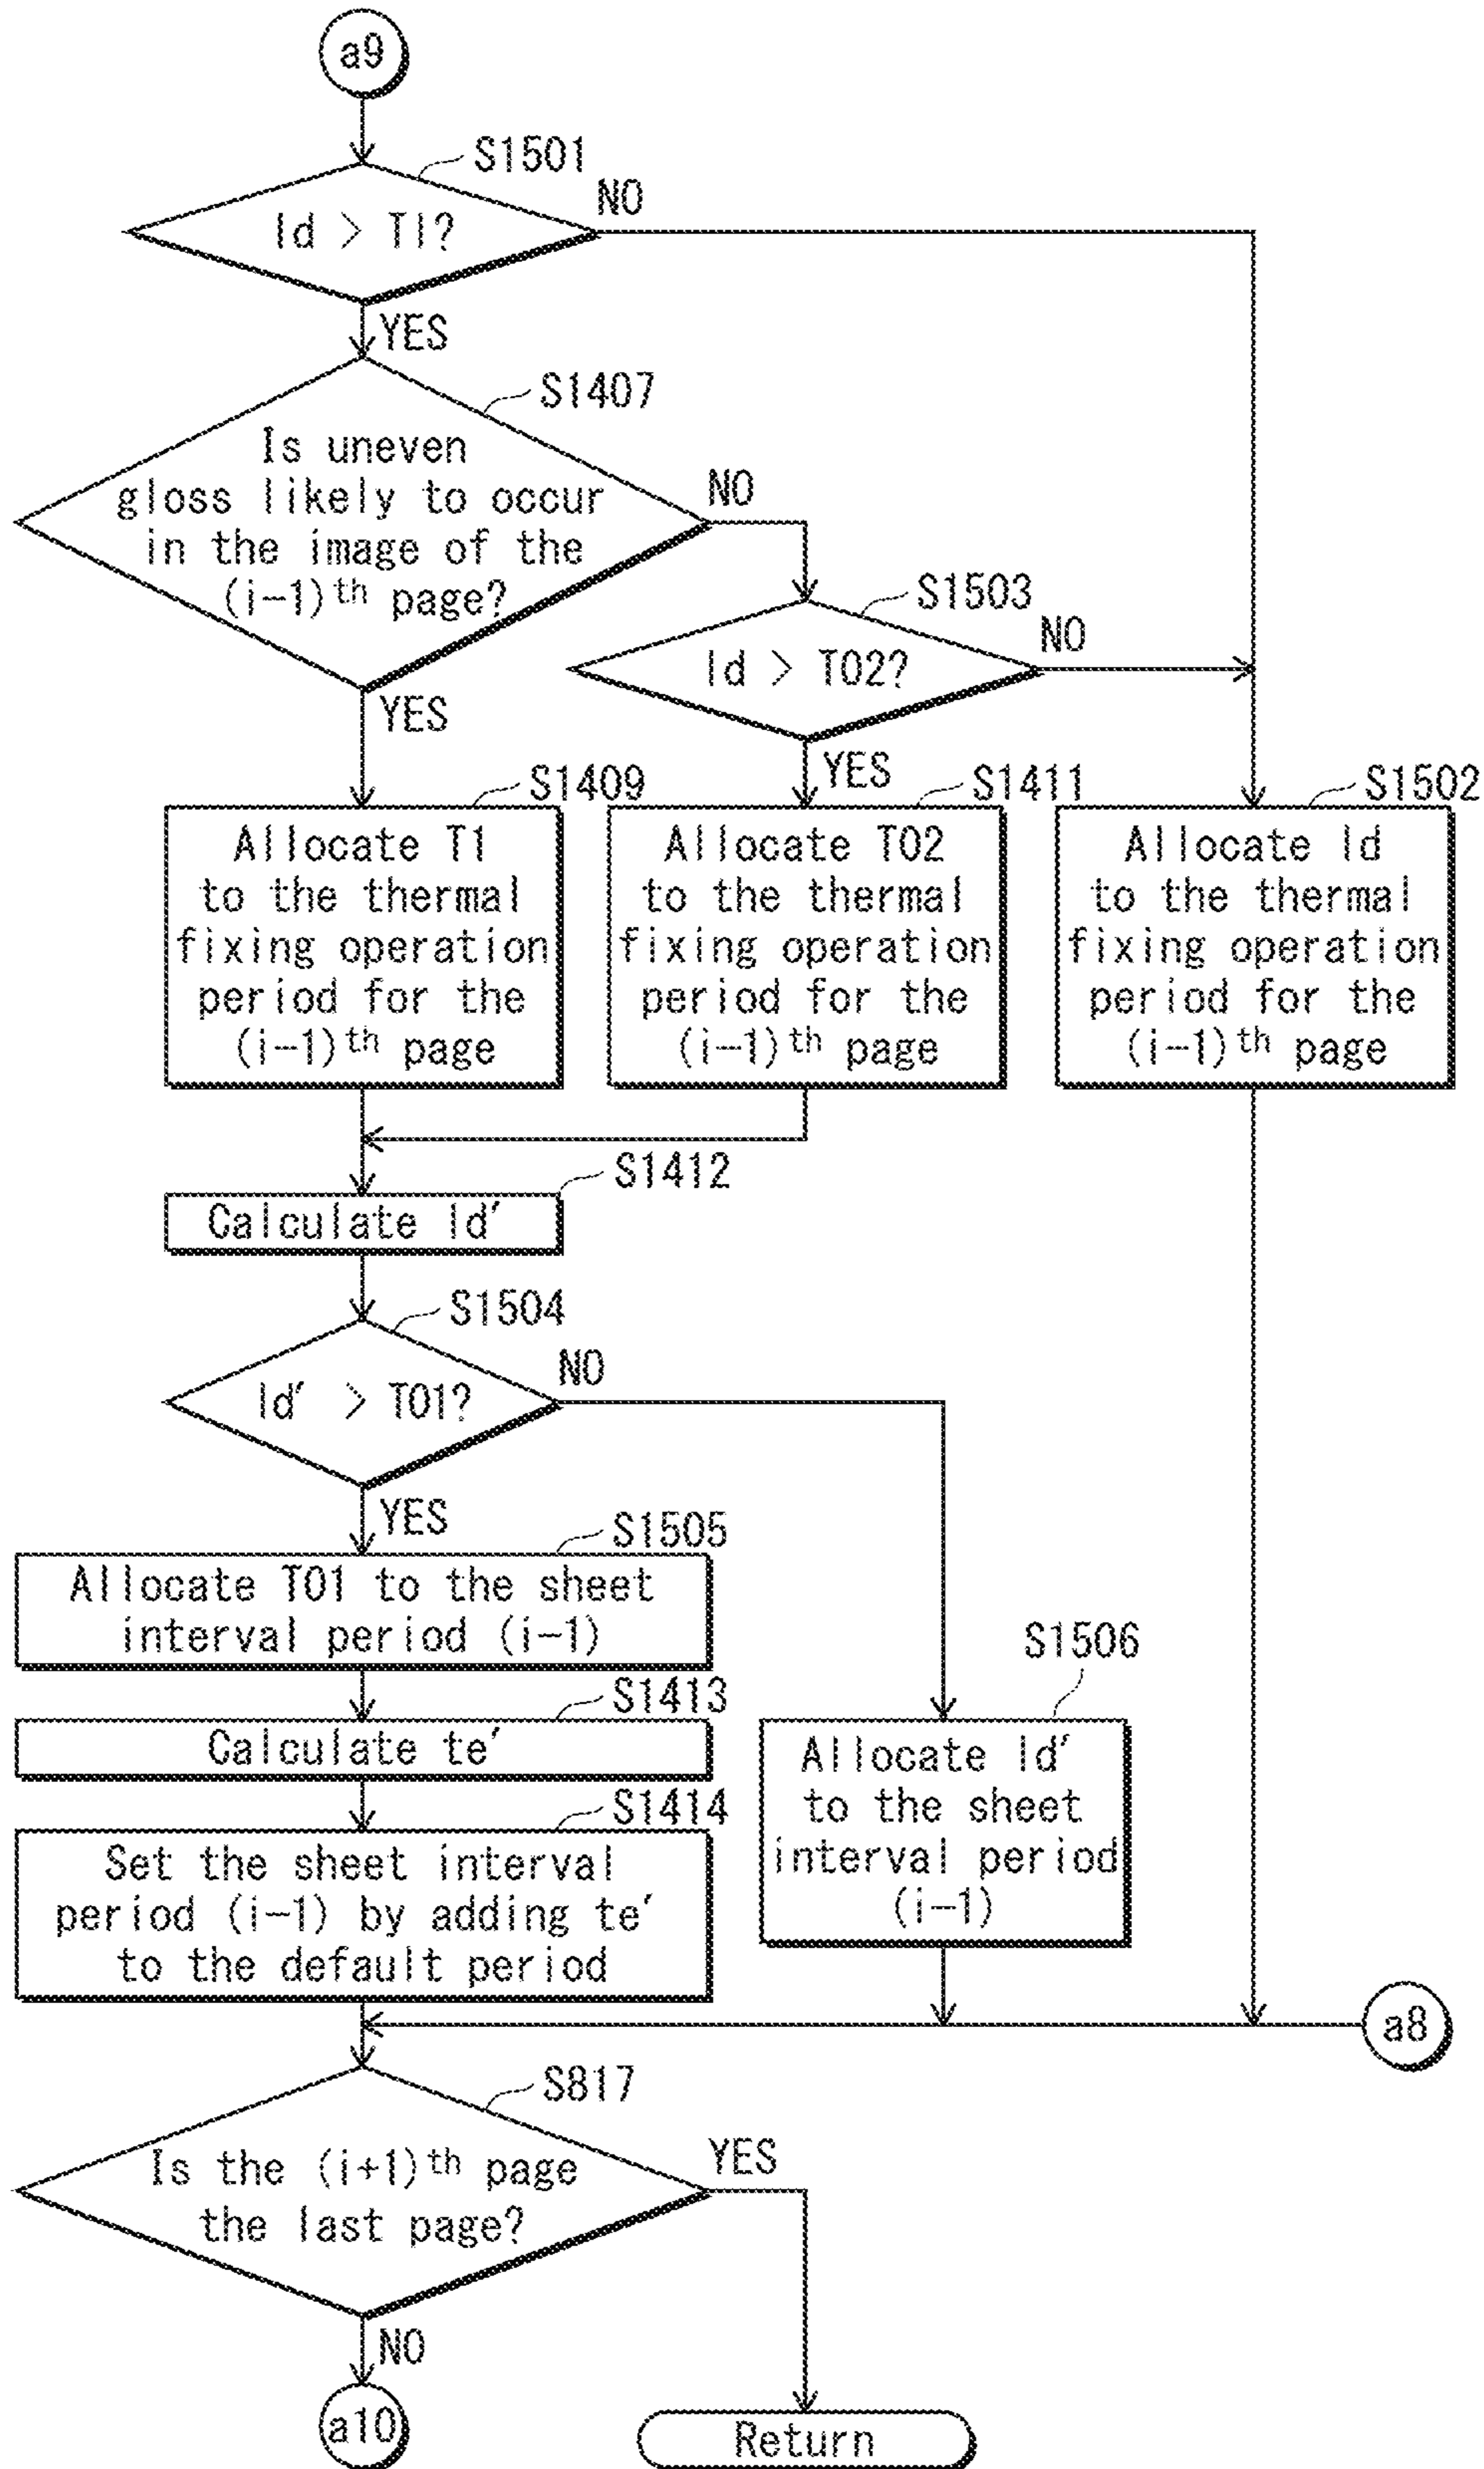 a9
S1501
Id > T1?
NO
YES
S1407
Is uneven
gloss likely to occur
in the image of the
(i-1)th page?
NO
YES
S1503
Id > T02?
NO
YES
S1409
Allocate T1
to the thermal
fixing operation
period for the
(i-1)th page
S1411
Allocate T02
to the thermal
fixing operation
period for the
(i-1)th page
S1502
Allocate Id
to the thermal
fixing operation
period for the
(i-1)th page
S1412
Calculate Id′
S1504
Id′ > T01?
NO
YES
S1505
Allocate T01 to the sheet
interval period (i-1)
S1413
Calculate te′
S1414
Set the sheet interval
period (i-1) by adding te′
to the default period
S1506
Allocate Id′
to the sheet
interval period
(i-1)
a8
S817
Is the (i+1)th page
the last page?
YES
NO
a10
Return